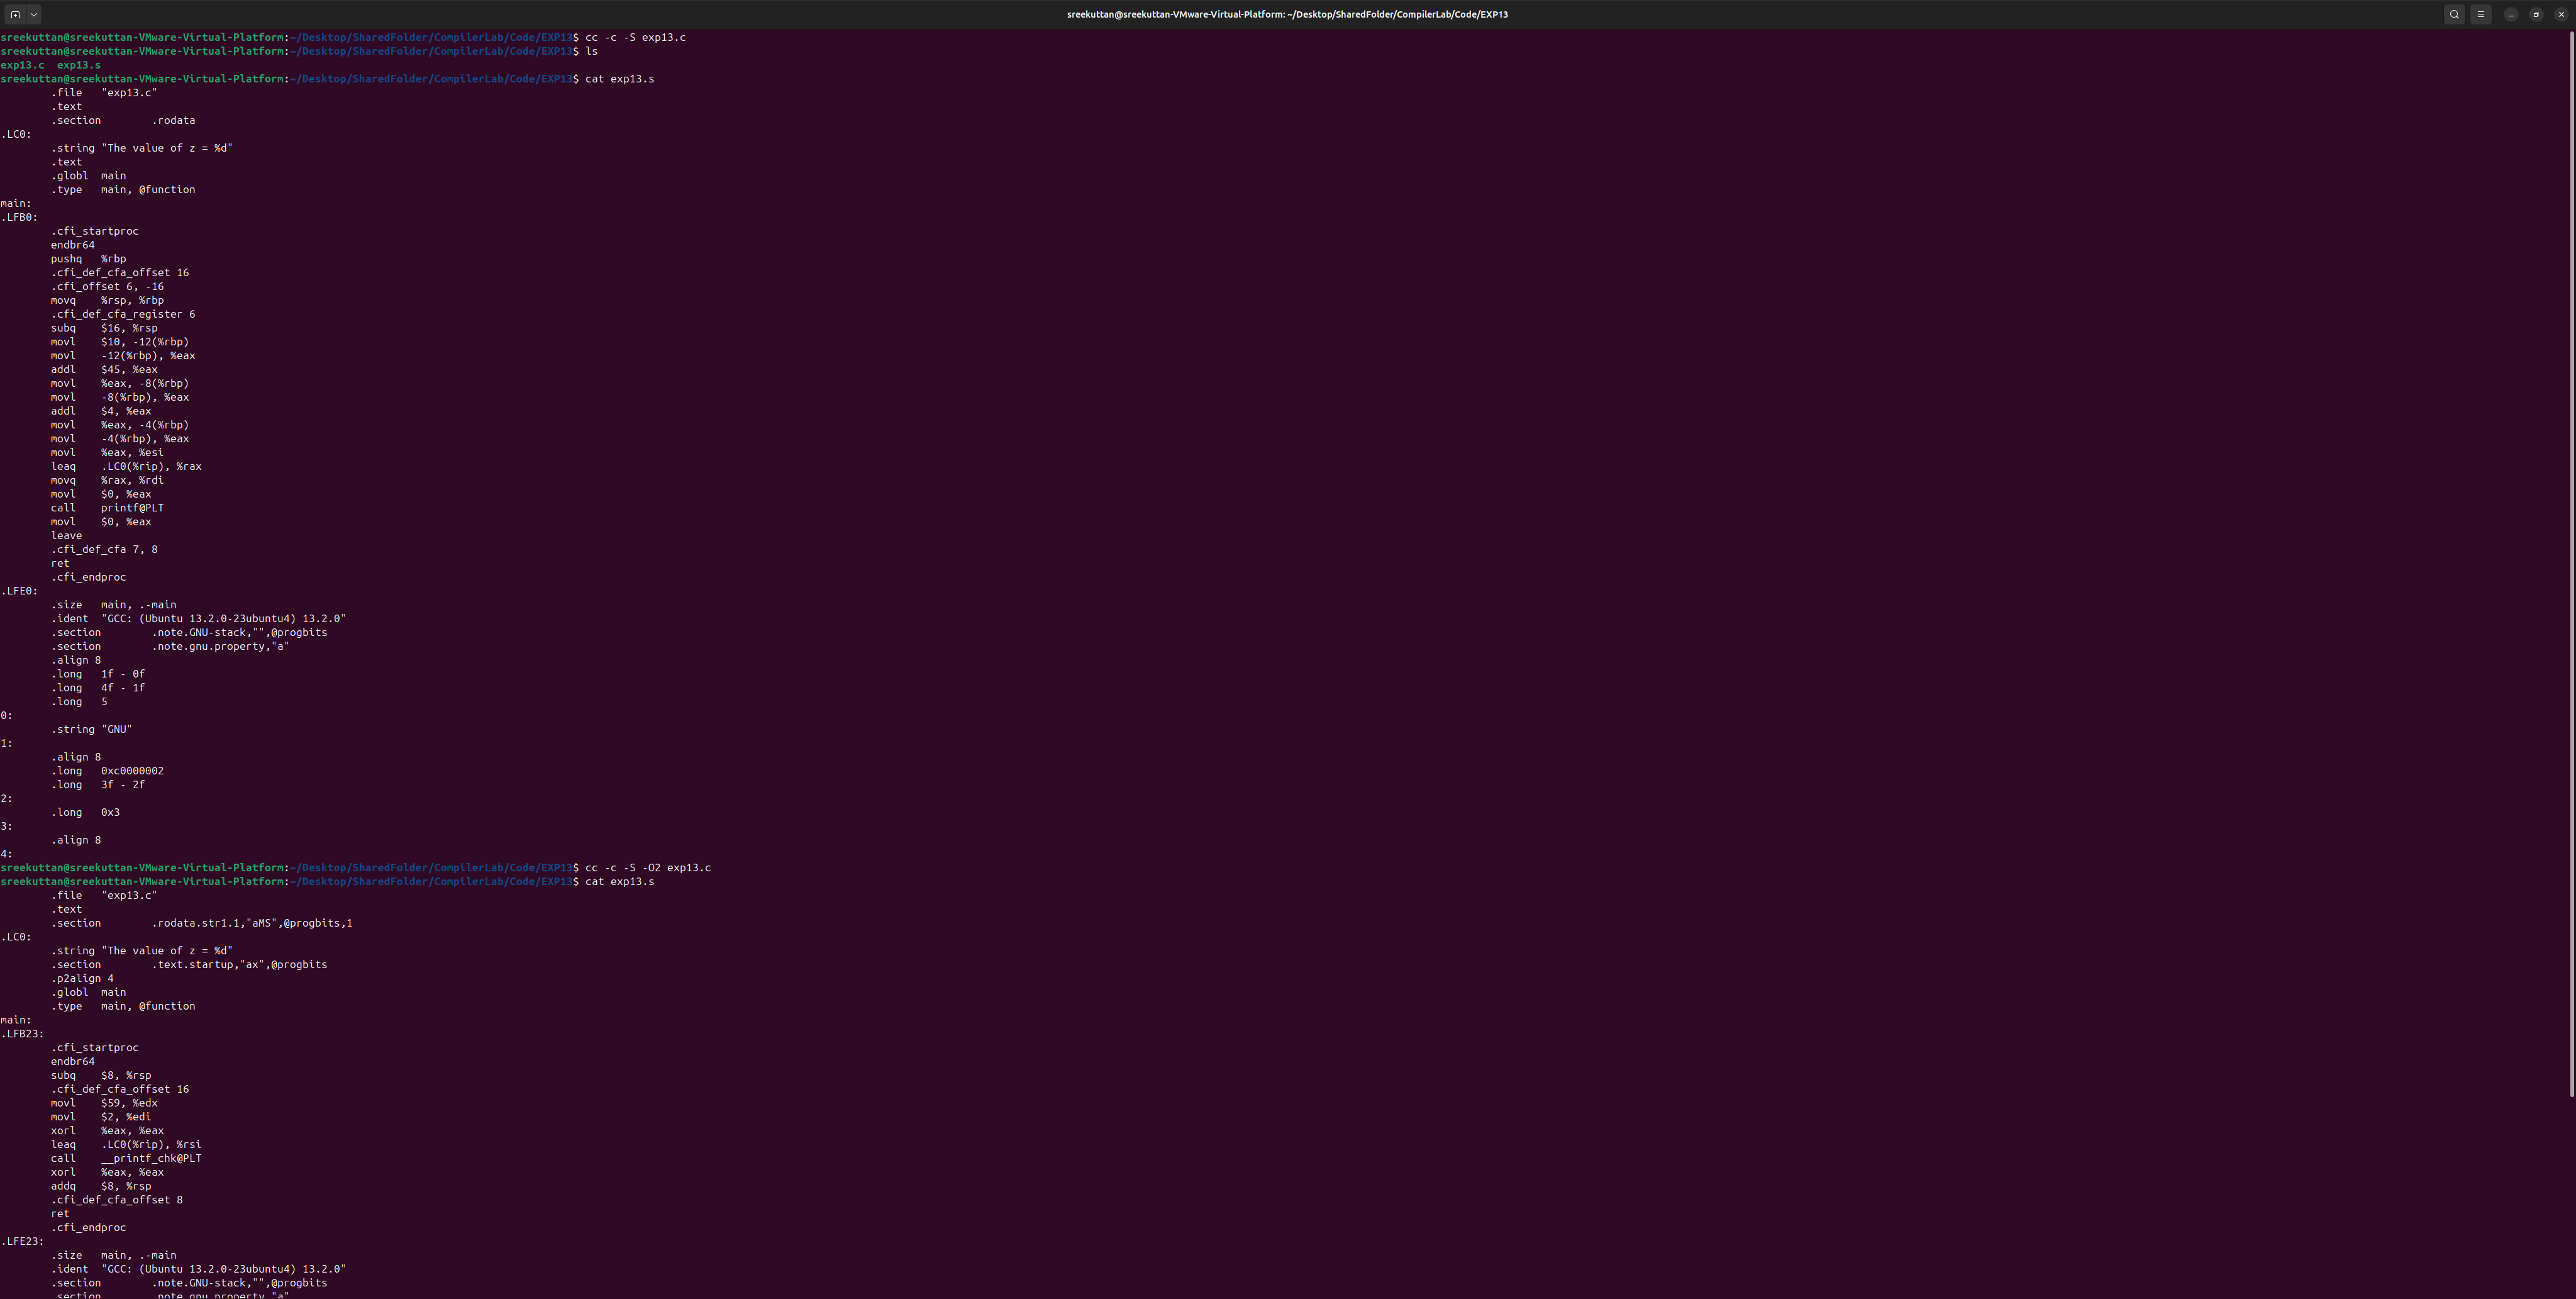 sreekuttan@sreekuttan-VMware-Virtual-Platform: ~/Desktop/SharedFolder/CompilerLab/Code/EXP13
sreekuttan@sreekuttan-VMware-Virtual-Platform:~/Desktop/SharedFolder/CompilerLab/Code/EXP13$ cc -c -S exp13.c
sreekuttan@sreekuttan-VMware-Virtual-Platform:~/Desktop/SharedFolder/CompilerLab/Code/EXP13$ ls
exp13.c  exp13.s
sreekuttan@sreekuttan-VMware-Virtual-Platform:~/Desktop/SharedFolder/CompilerLab/Code/EXP13$ cat exp13.s
        .file   "exp13.c"
        .text
        .section        .rodata
.LC0:
        .string "The value of z = %d"
        .text
        .globl  main
        .type   main, @function
main:
.LFB0:
        .cfi_startproc
        endbr64
        pushq   %rbp
        .cfi_def_cfa_offset 16
        .cfi_offset 6, -16
        movq    %rsp, %rbp
        .cfi_def_cfa_register 6
        subq    $16, %rsp
        movl    $10, -12(%rbp)
        movl    -12(%rbp), %eax
        addl    $45, %eax
        movl    %eax, -8(%rbp)
        movl    -8(%rbp), %eax
        addl    $4, %eax
        movl    %eax, -4(%rbp)
        movl    -4(%rbp), %eax
        movl    %eax, %esi
        leaq    .LC0(%rip), %rax
        movq    %rax, %rdi
        movl    $0, %eax
        call    printf@PLT
        movl    $0, %eax
        leave
        .cfi_def_cfa 7, 8
        ret
        .cfi_endproc
.LFE0:
        .size   main, .-main
        .ident  "GCC: (Ubuntu 13.2.0-23ubuntu4) 13.2.0"
        .section        .note.GNU-stack,"",@progbits
        .section        .note.gnu.property,"a"
        .align 8
        .long   1f - 0f
        .long   4f - 1f
        .long   5
0:
        .string "GNU"
1:
        .align 8
        .long   0xc0000002
        .long   3f - 2f
2:
        .long   0x3
3:
        .align 8
4:
sreekuttan@sreekuttan-VMware-Virtual-Platform:~/Desktop/SharedFolder/CompilerLab/Code/EXP13$ cc -c -S -O2 exp13.c
sreekuttan@sreekuttan-VMware-Virtual-Platform:~/Desktop/SharedFolder/CompilerLab/Code/EXP13$ cat exp13.s
        .file   "exp13.c"
        .text
        .section        .rodata.str1.1,"aMS",@progbits,1
.LC0:
        .string "The value of z = %d"
        .section        .text.startup,"ax",@progbits
        .p2align 4
        .globl  main
        .type   main, @function
main:
.LFB23:
        .cfi_startproc
        endbr64
        subq    $8, %rsp
        .cfi_def_cfa_offset 16
        movl    $59, %edx
        movl    $2, %edi
        xorl    %eax, %eax
        leaq    .LC0(%rip), %rsi
        call    __printf_chk@PLT
        xorl    %eax, %eax
        addq    $8, %rsp
        .cfi_def_cfa_offset 8
        ret
        .cfi_endproc
.LFE23:
        .size   main, .-main
        .ident  "GCC: (Ubuntu 13.2.0-23ubuntu4) 13.2.0"
        .section        .note.GNU-stack,"",@progbits
        .section        .note.gnu.property,"a"